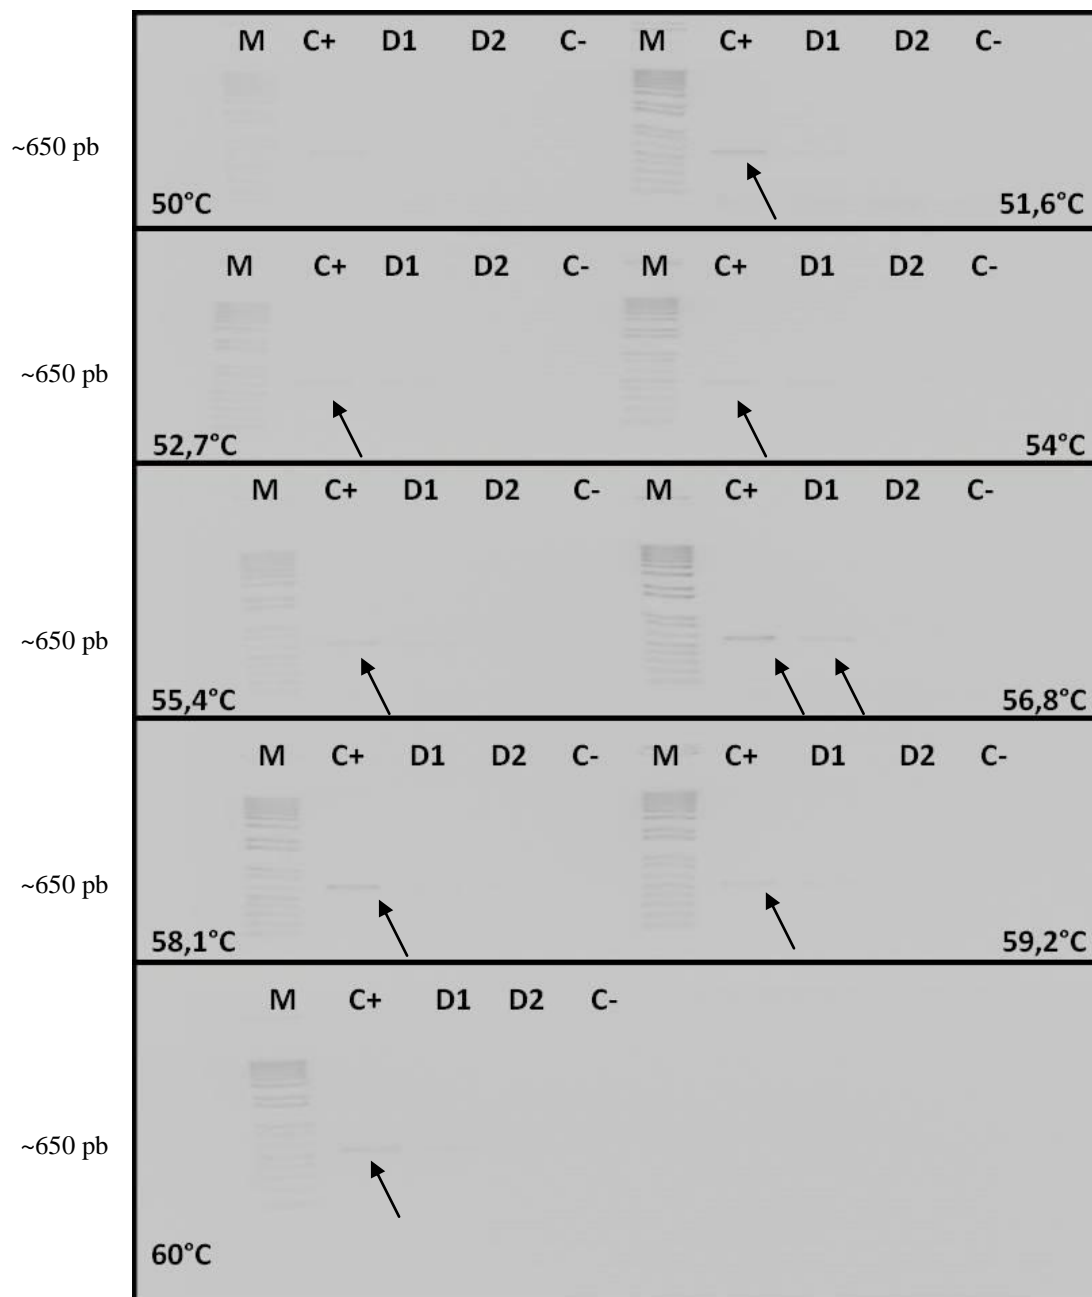 M C+ D1 D2 C- M C+ D1 D2 C-
~650 pb
50°C 51,6°C
M C+ D1 D2 C- M C+ D1 D2 C-
~650 pb
52,7°C 54°C
M C+ D1 D2 C- M C+ D1 D2 C-
~650 pb
55,4°C 56,8°C
M C+ D1 D2 C- M C+ D1 D2 C-
~650 pb
58,1°C 59,2°C
M C+ D1 D2 C-
~650 pb
60°C